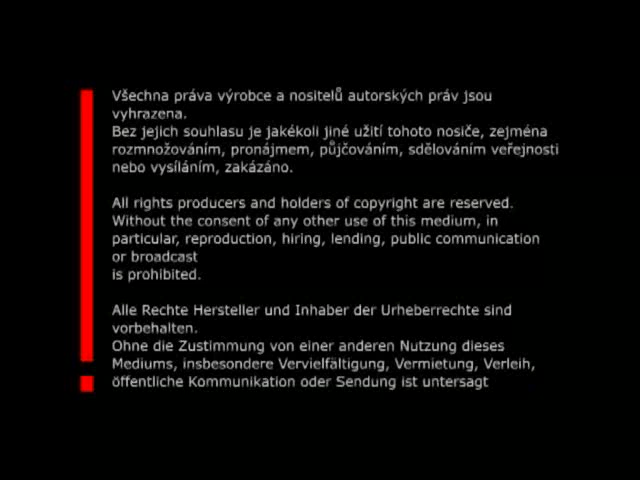 Všechna práva výrobce a nositelů autorských práv jsou
vyhrazena.
Bez jejich souhlasu je jakékoli jiné užití tohoto nosiče, zejména
rozmnožováním, pronájmem, půjčováním, sdělováním veřejnosti
nebo vysíláním, zakázáno.
All rights producers and holders of copyright are reserved.
Without the consent of any other use of this medium, in
particular, reproduction, hiring, lending, public communication
or broadcast
is prohibited.
Alle Rechte Hersteller und Inhaber der Urheberrechte sind
vorbehalten.
Ohne die Zustimmung von einer anderen Nutzung dieses
Mediums, insbesondere Vervielfältigung, Vermietung, Verleih,
öffentliche Kommunikation oder Sendung ist untersagt